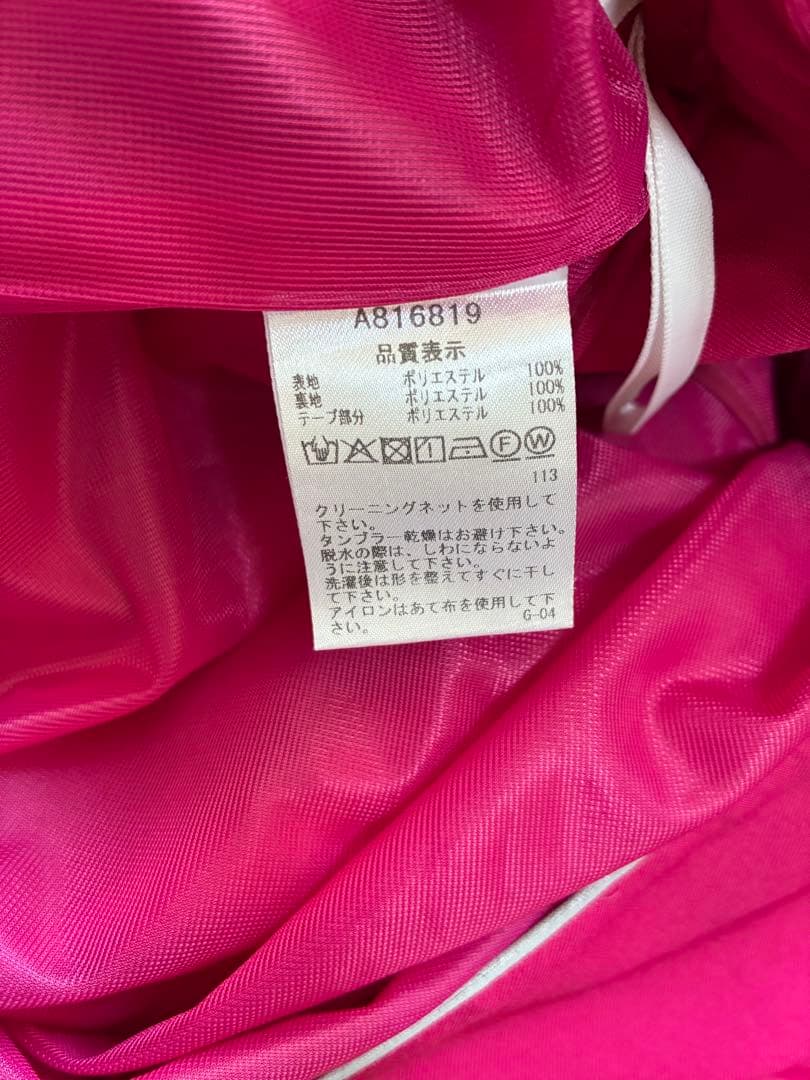 A816819
品質表示
表地 ポリエステル 100%
裏地 ポリエステル 100%
テープ部分 ポリエステル 100%
F W
113
クリーニングネットを使用して
下さい。
タンブラー乾燥はお避け下さい。
脱水の際は、しわにならないよ
うに注意して下さい。
洗濯後は形を整えてすぐに干し
て下さい。
アイロンはあて布を使用して下
さい。 G-04